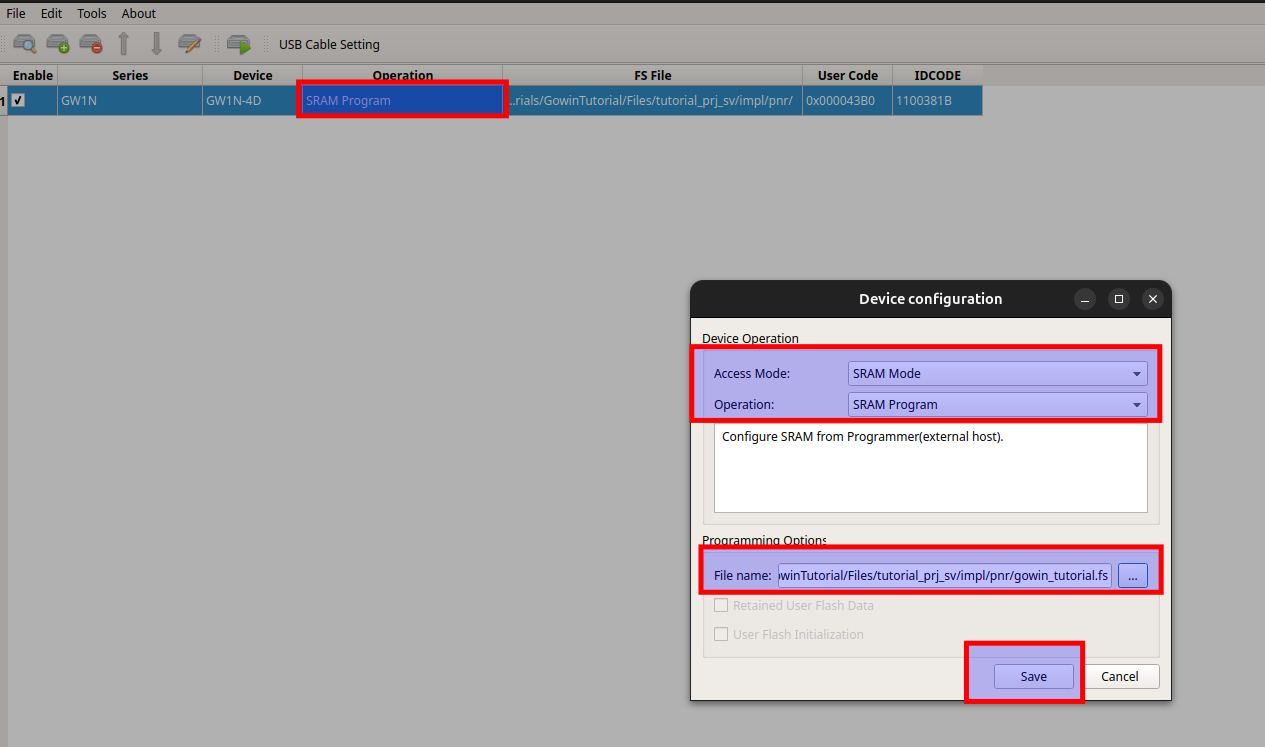 File Edit Tools About
USB Cable Setting
Enable Series Device Operation FS File User Code IDCODE
1 GW1N GW1N-4D SRAM Program ...rials/GowinTutorial/Files/tutorial_prj_sv/impl/pnr/ 0x000043B0 1100381B
Device configuration
Device Operation
Access Mode: SRAM Mode
Operation: SRAM Program
Configure SRAM from Programmer(external host).
Programming Options
File name: owinTutorial/Files/tutorial_prj_sv/impl/pnr/gowin_tutorial.fs ...
Retained User Flash Data
User Flash Initialization
Save Cancel